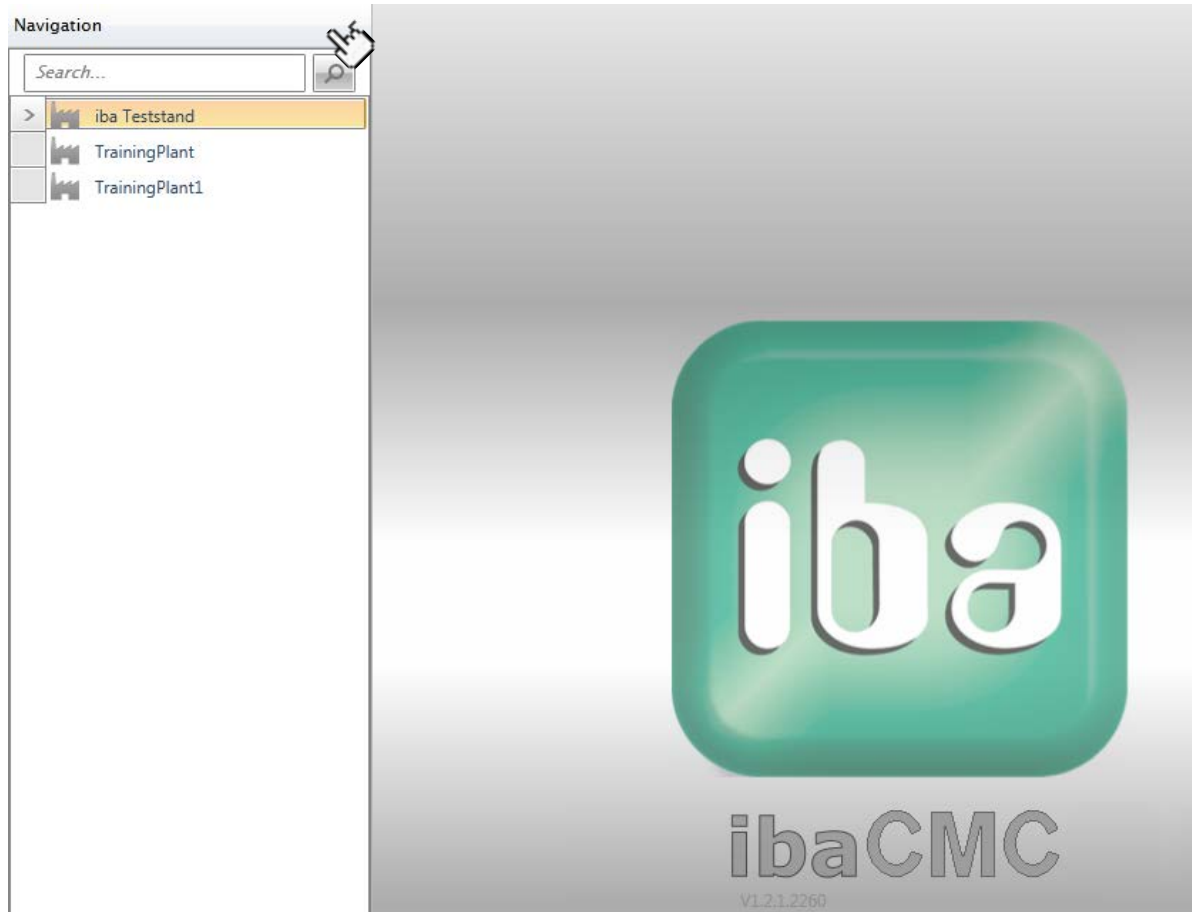 Navigation
Search...
iba Teststand
TrainingPlant
TrainingPlant1
iba
ibaCMC
V1.2.1.2260